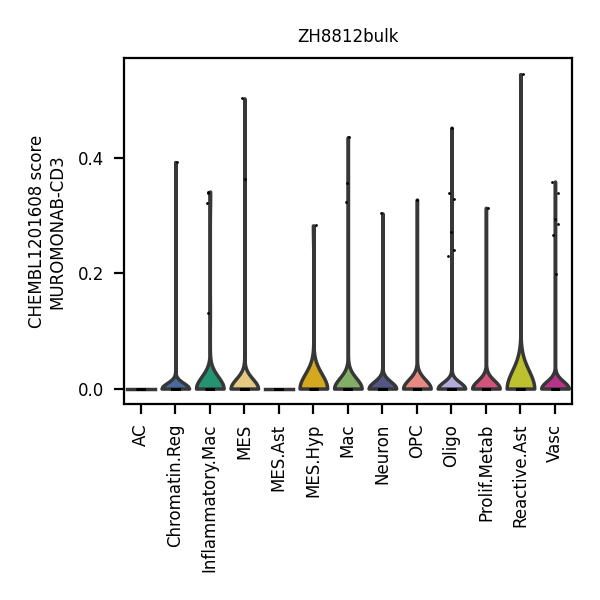 ZH8812bulk
CHEMBL1201608 score
MUROMONAB-CD3
0.4
0.2
0.0
AC
Chromatin.Reg
Inflammatory.Mac
MES
MES.Ast
MES.Hyp
Mac
Neuron
OPC
Oligo
Prolif.Metab
Reactive.Ast
Vasc